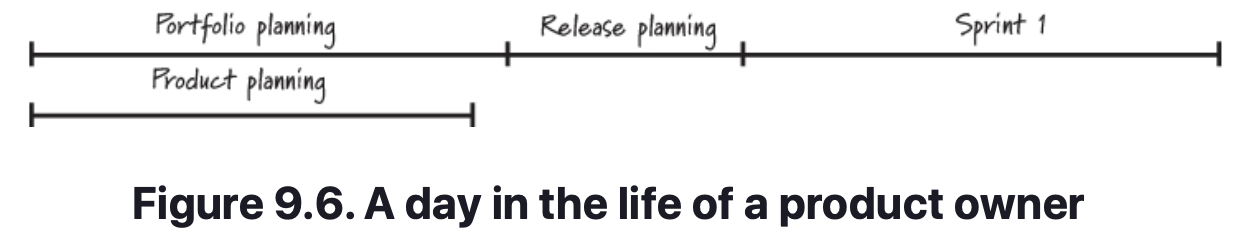 Portfolio planning Release planning Sprint 1
Product planning
Figure 9.6. A day in the life of a product owner